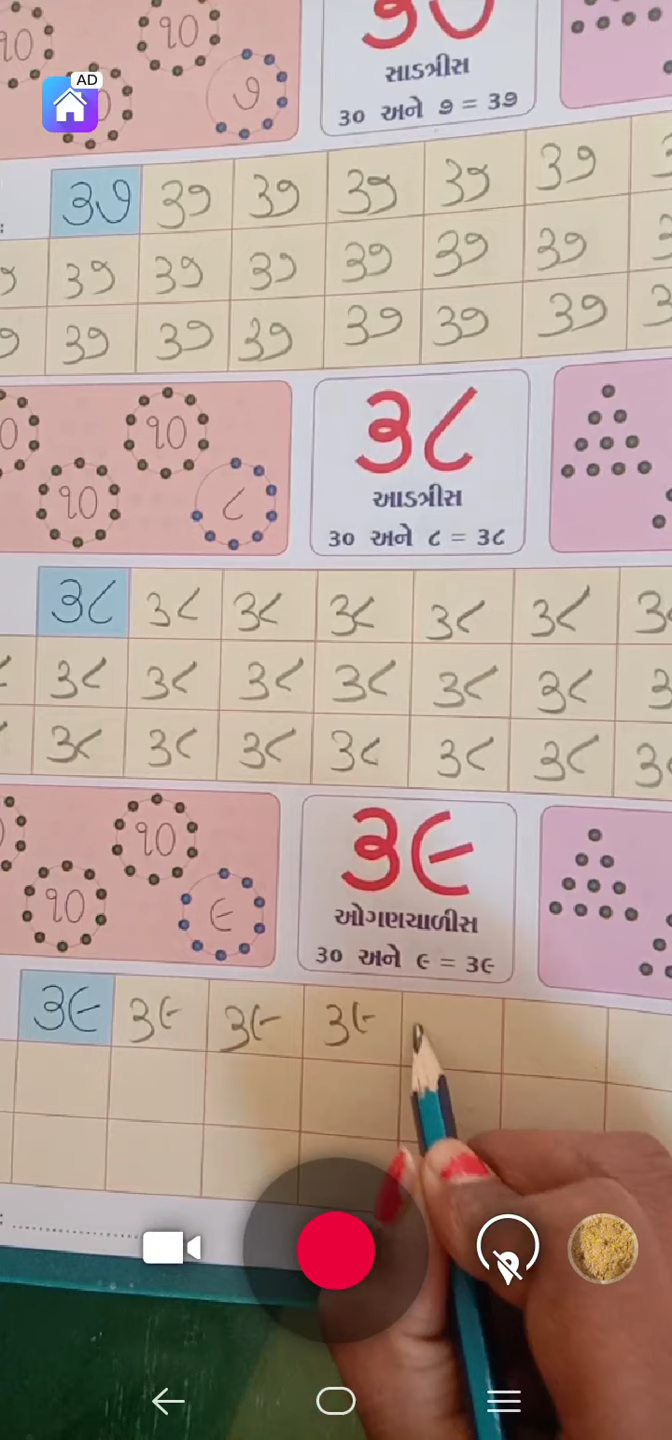 ૧૦ ૧૦ ૩૭
AD ૭ સાડત્રીસ
૩૦ અને ૭ = ૩૭
૩૭ ૩૭ ૩૭ ૩૭ ૩૭ ૩૭
૩૭ ૩૭ ૩૭ ૩૭ ૩૭ ૩૭
૩૭ ૩૭ ૩૭ ૩૭ ૩૭ ૩૭
૧૦ ૩૮
૧૦ ૮ આડત્રીસ
૩૦ અને ૮ = ૩૮
૩૮ ૩૮ ૩૮ ૩૮ ૩૮ ૩૮
૩૮ ૩૮ ૩૮ ૩૮ ૩૮ ૩૮
૩૮ ૩૮ ૩૮ ૩૮ ૩૮ ૩૮
૧૦ ૩૯
૧૦ ૯ ઓગણચાળીસ
૩૦ અને ૯ = ૩૯
૩૯ ૩૯ ૩૯ ૩૯